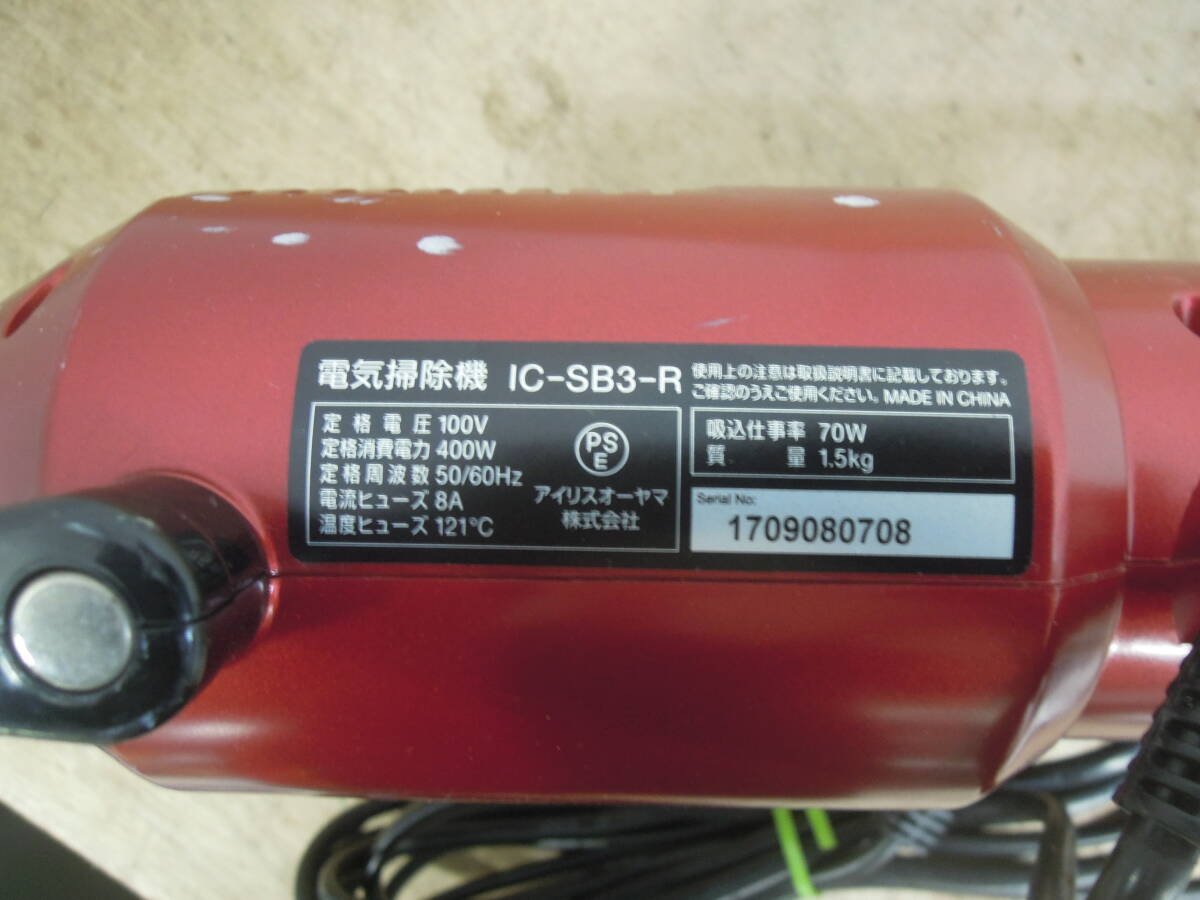 電気掃除機 IC-SB3-R
使用上の注意は取扱説明書に記載しております。
ご確認のうえご使用ください。MADE IN CHINA
定格電圧 100V
定格消費電力 400W
定格周波数 50/60Hz
電流ヒューズ 8A
温度ヒューズ 121℃
PS
E
アイリスオーヤマ
株式会社
吸込仕事率 70W
質量 1.5kg
Serial No:
1709080708